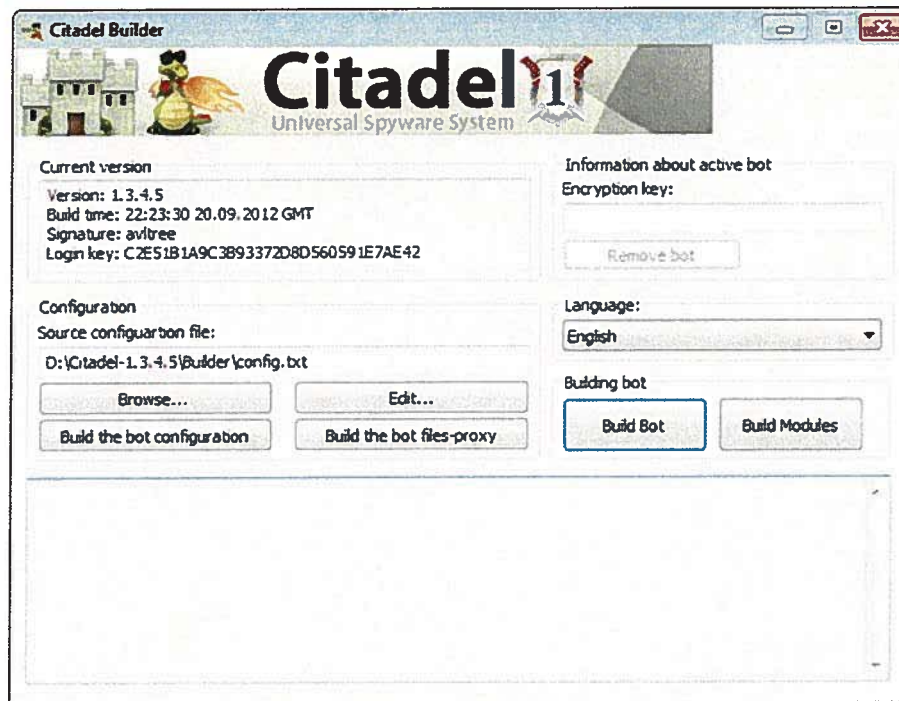 Citadel Builder
Citadel 1
Universal Spyware System
Current version
Version: 1.3.4.5
Build time: 22:23:30 20.09.2012 GMT
Signature: avltree
Login key: C2E51B1A9C3B93372D8D560591E7AE42
Information about active bot
Encryption key:
Remove bot
Configuration
Source configuartion file:
D:\Citadel-1.3.4.5\Builder\config.txt
Browse...
Edit...
Build the bot configuration
Build the bot files-proxy
Language:
English
Building bot
Build Bot
Build Modules